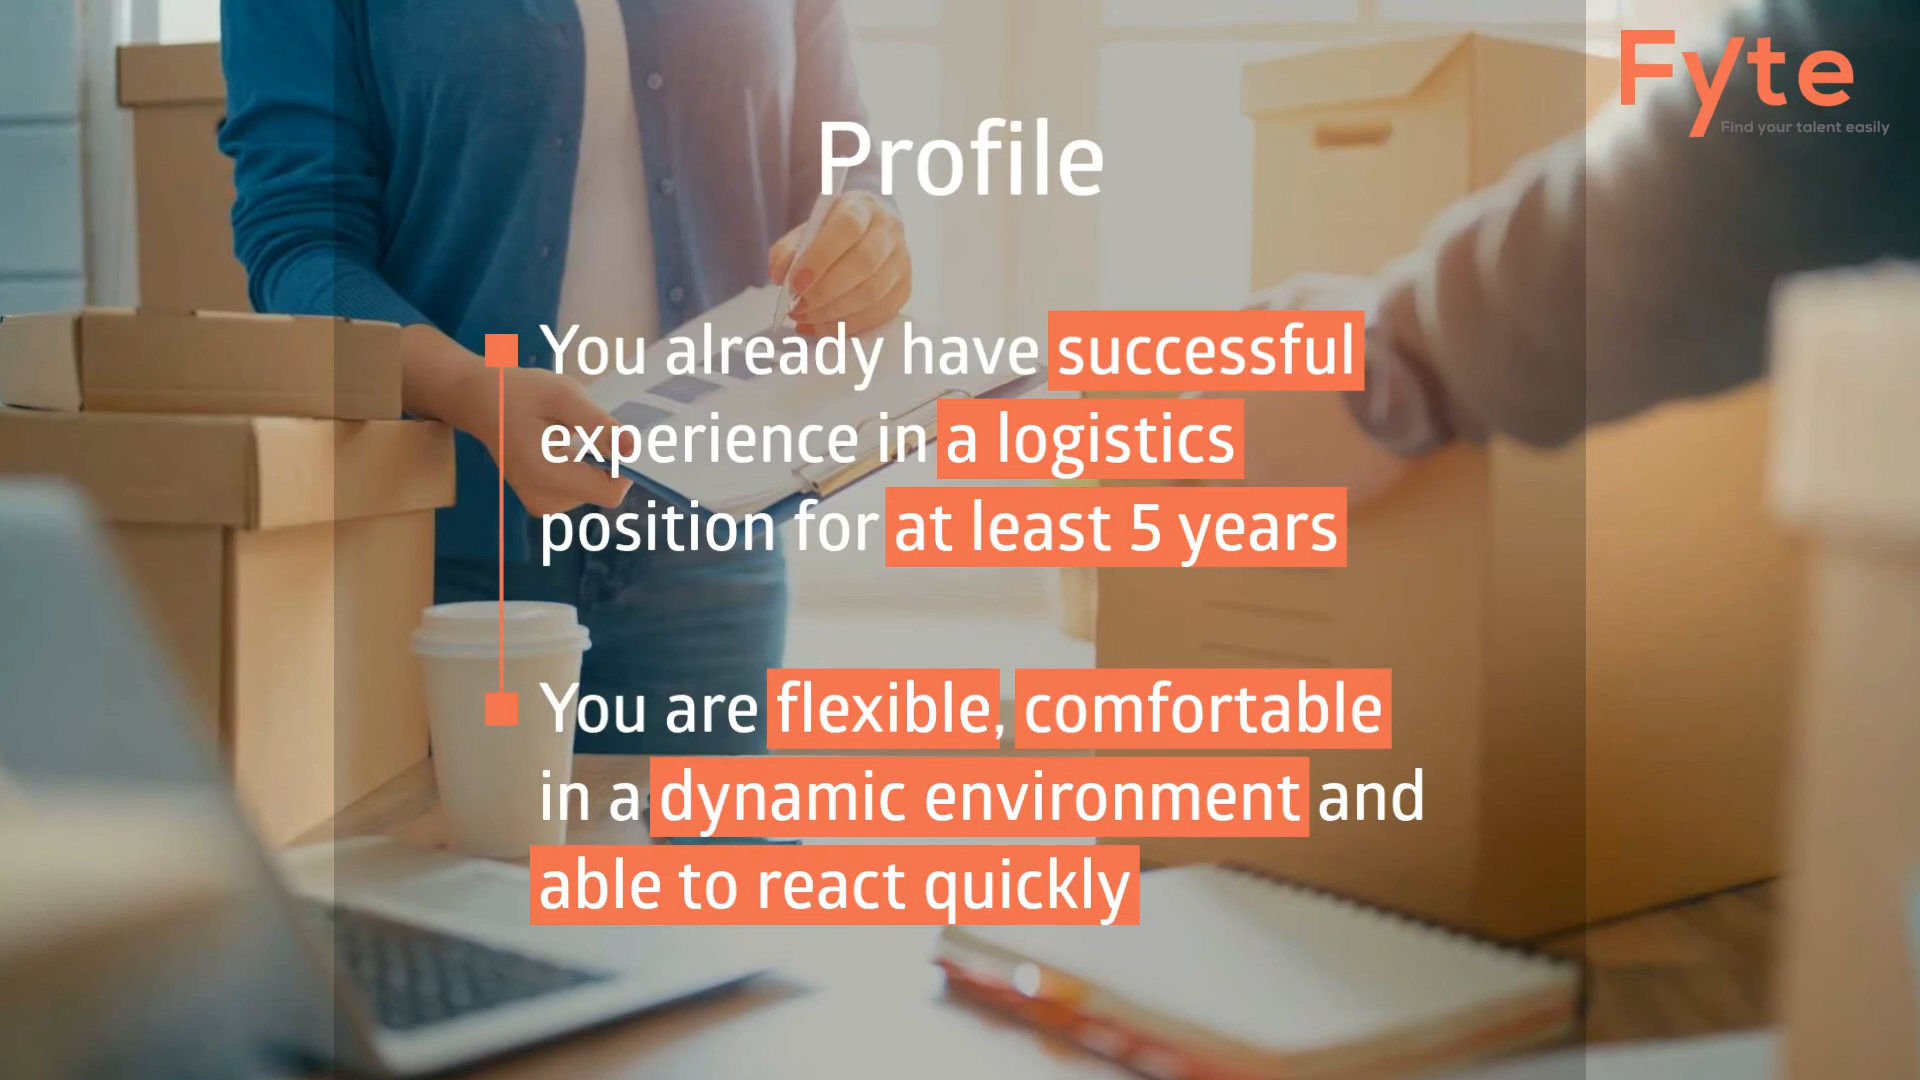 Fyte
Find your talent easily
Profile
You already have successful
experience in a logistics
position for at least 5 years
You are flexible, comfortable
in a dynamic environment and
able to react quickly